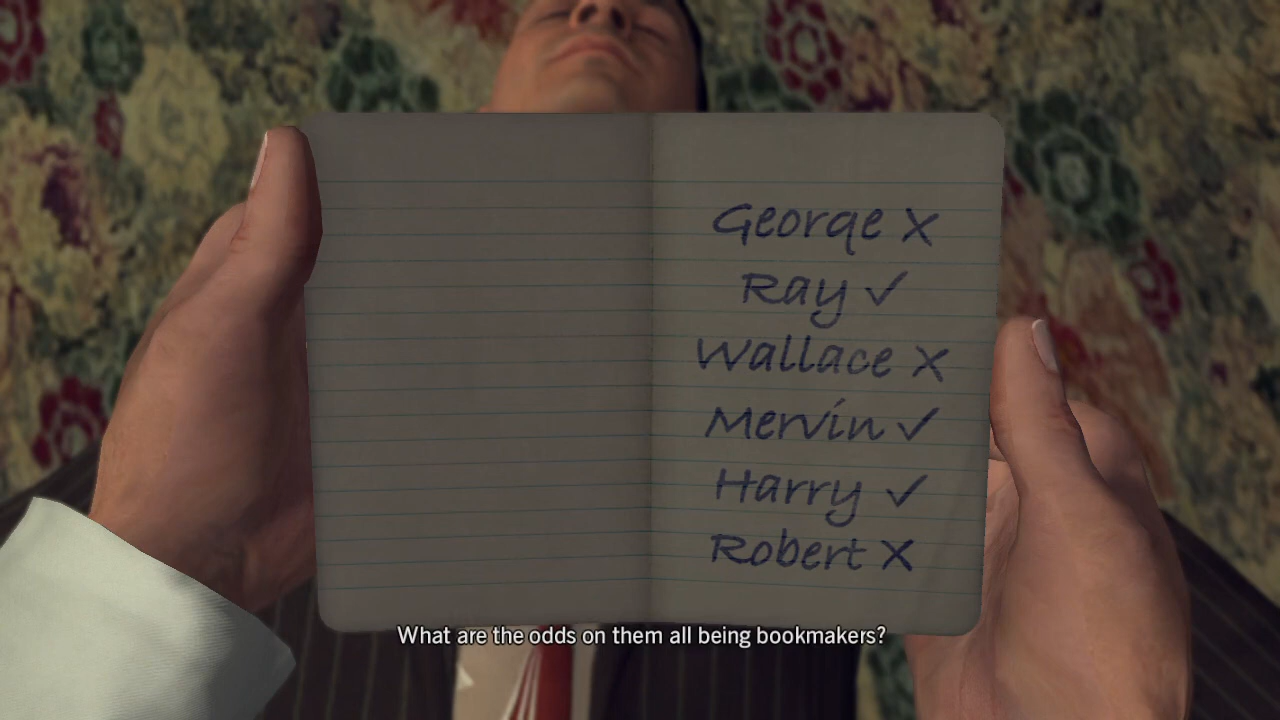 George X
Ray ✓
Wallace X
Mervin ✓
Harry ✓
Robert X
What are the odds on them all being bookmakers?